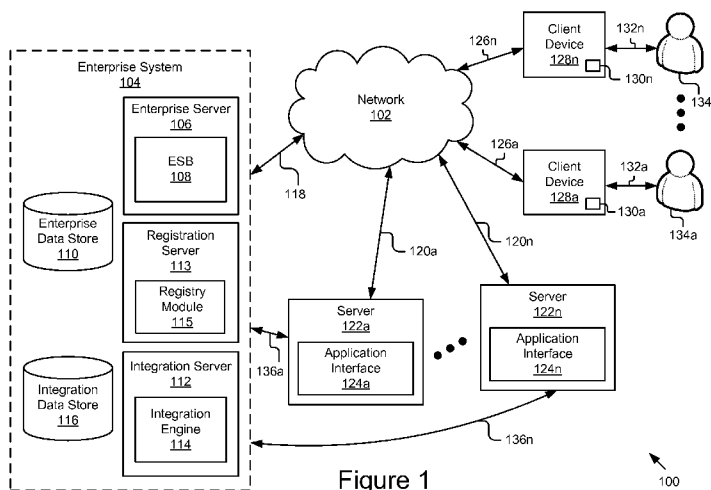 Enterprise System
104
Enterprise Server
106
ESB
108
Enterprise
Data Store
110
Registration
Server
113
Registry
Module
115
Integration
Data Store
116
Integration Server
112
Integration
Engine
114
Network
102
118
126n
126a
120a
120n
Client
Device
128n
130n
132n
134
Client
Device
128a
130a
132a
134a
Server
122a
Application
Interface
124a
Server
122n
Application
Interface
124n
136a
136n
100
Figure 1